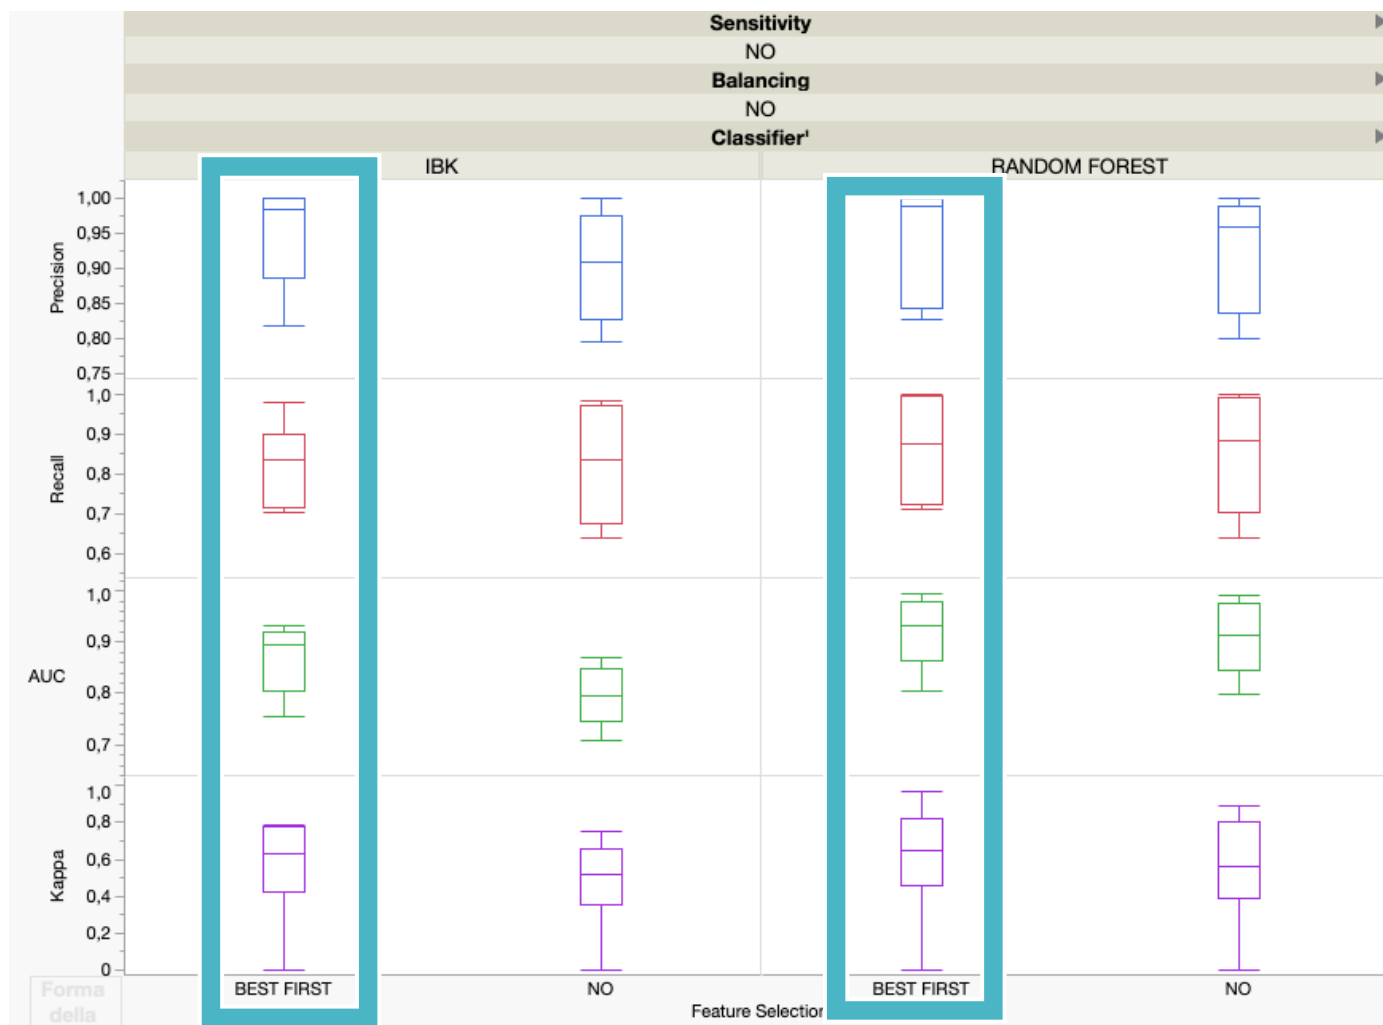 Sensitivity
NO
Balancing
NO
Classifier'
IBK
RANDOM FOREST
Precision
1,00
0,95
0,90
0,85
0,80
0,75
Recall
1,0
0,9
0,8
0,7
0,6
AUC
1,0
0,9
0,8
0,7
Kappa
1,0
0,8
0,6
0,4
0,2
0
BEST FIRST
NO
BEST FIRST
NO
Feature Selection
Forma
della